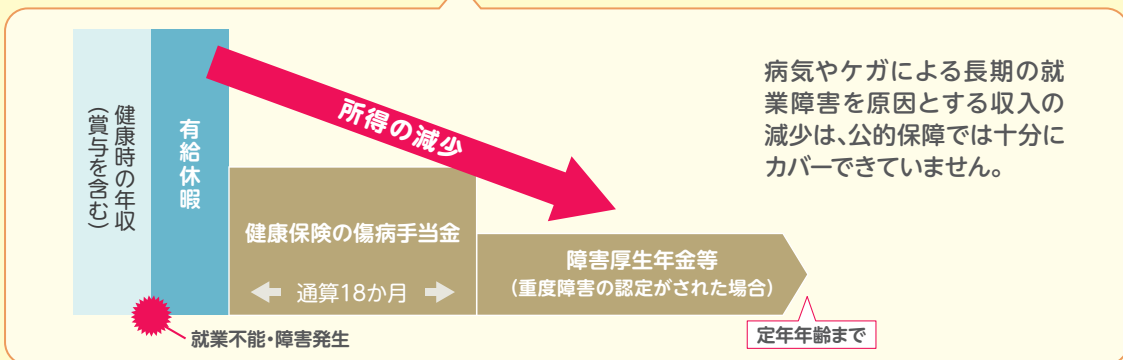 健康時の年収
(賞与を含む)
有給休暇
所得の減少
健康保険の傷病手当金
通算18か月
障害厚生年金等
(重度障害の認定がされた場合)
定年年齢まで
就業不能・障害発生
病気やケガによる長期の就
業障害を原因とする収入の
減少は、公的保障では十分に
カバーできていません。